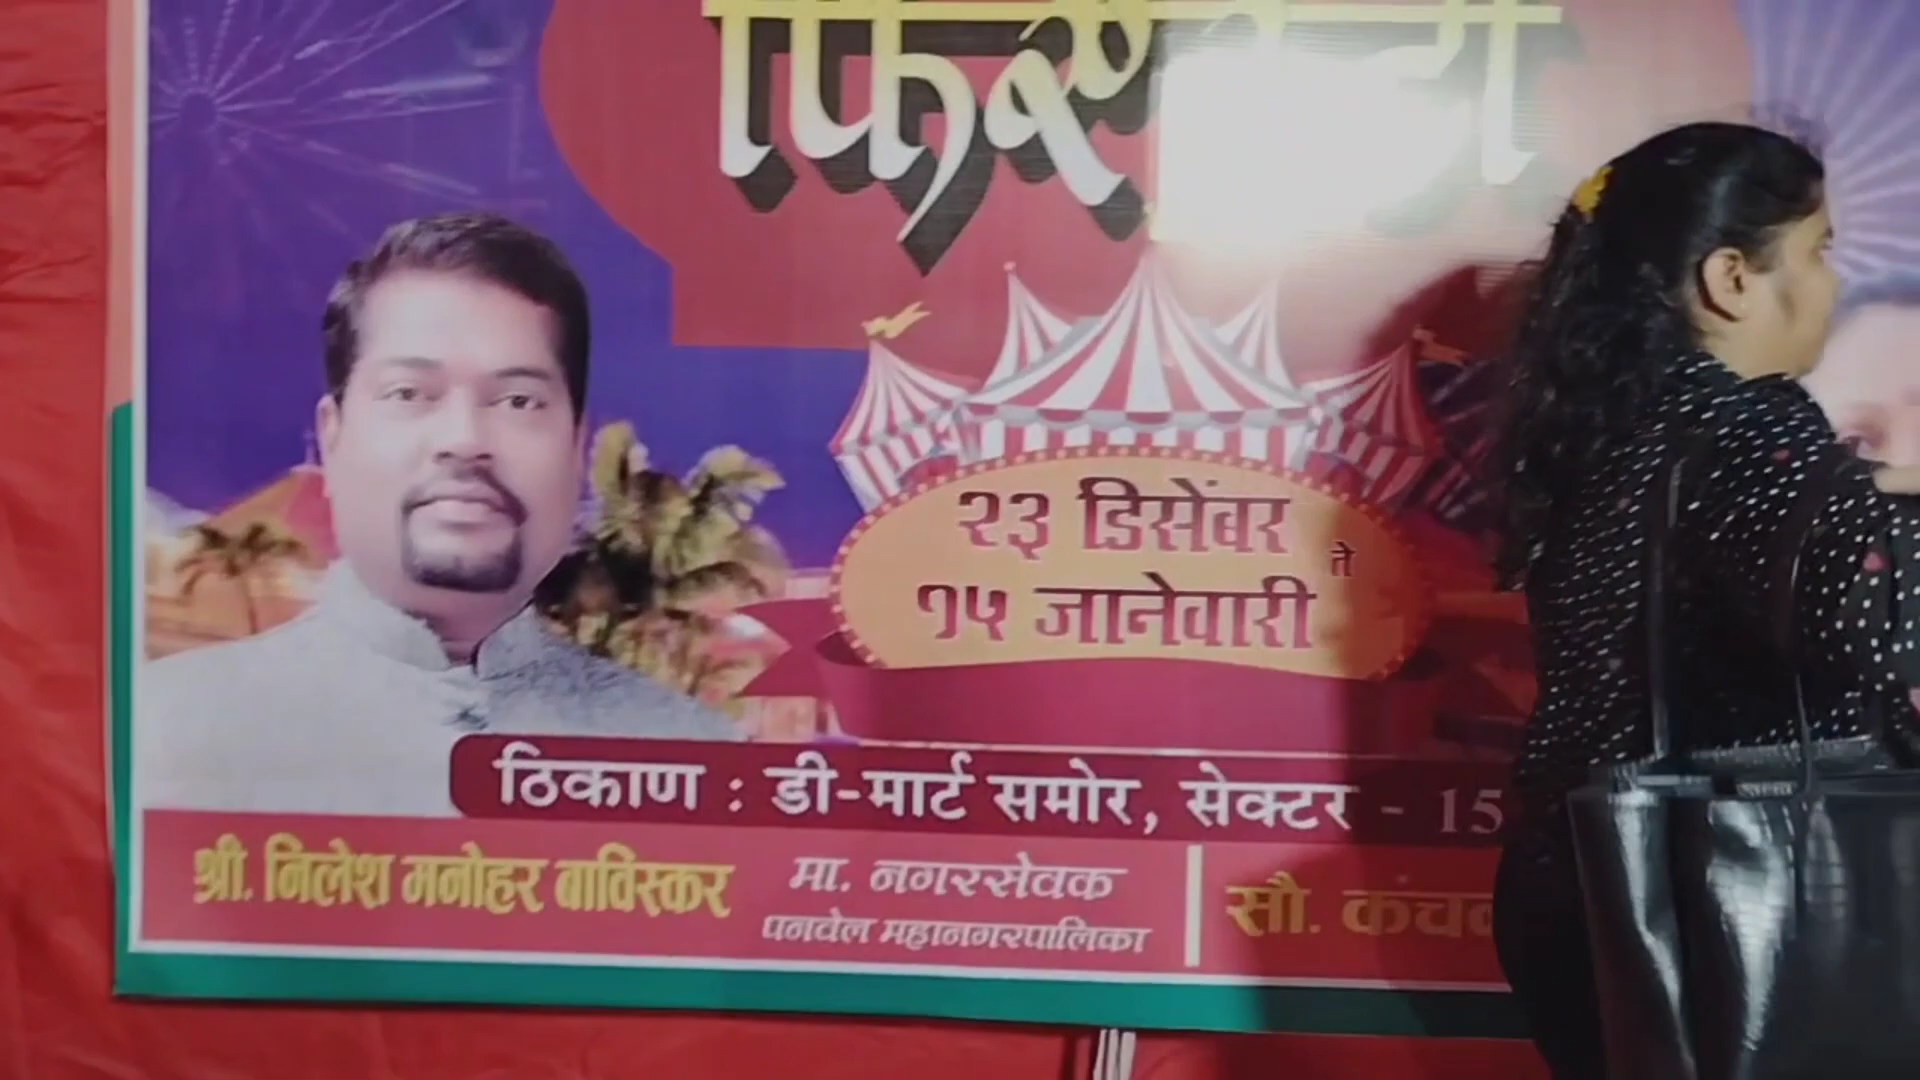 २३ डिसेंबर ते
१५ जानेवारी
ठिकाण : डी-मार्ट समोर, सेक्टर - 15
श्री. निलेश मनोहर बाविस्कर
मा. नगरसेवक
पनवेल महानगरपालिका
सौ.